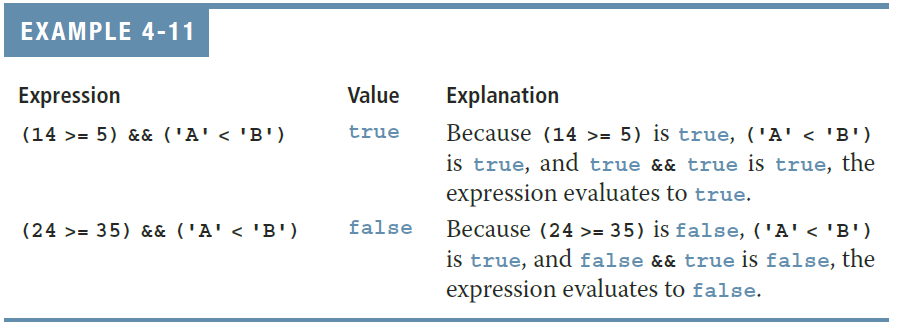 EXAMPLE 4-11
Expression Value Explanation
(14 >= 5) && ('A' < 'B') true Because (14 >= 5) is true, ('A' < 'B')
is true, and true && true is true, the
expression evaluates to true.
(24 >= 35) && ('A' < 'B') false Because (24 >= 35) is false, ('A' < 'B')
is true, and false && true is false, the
expression evaluates to false.